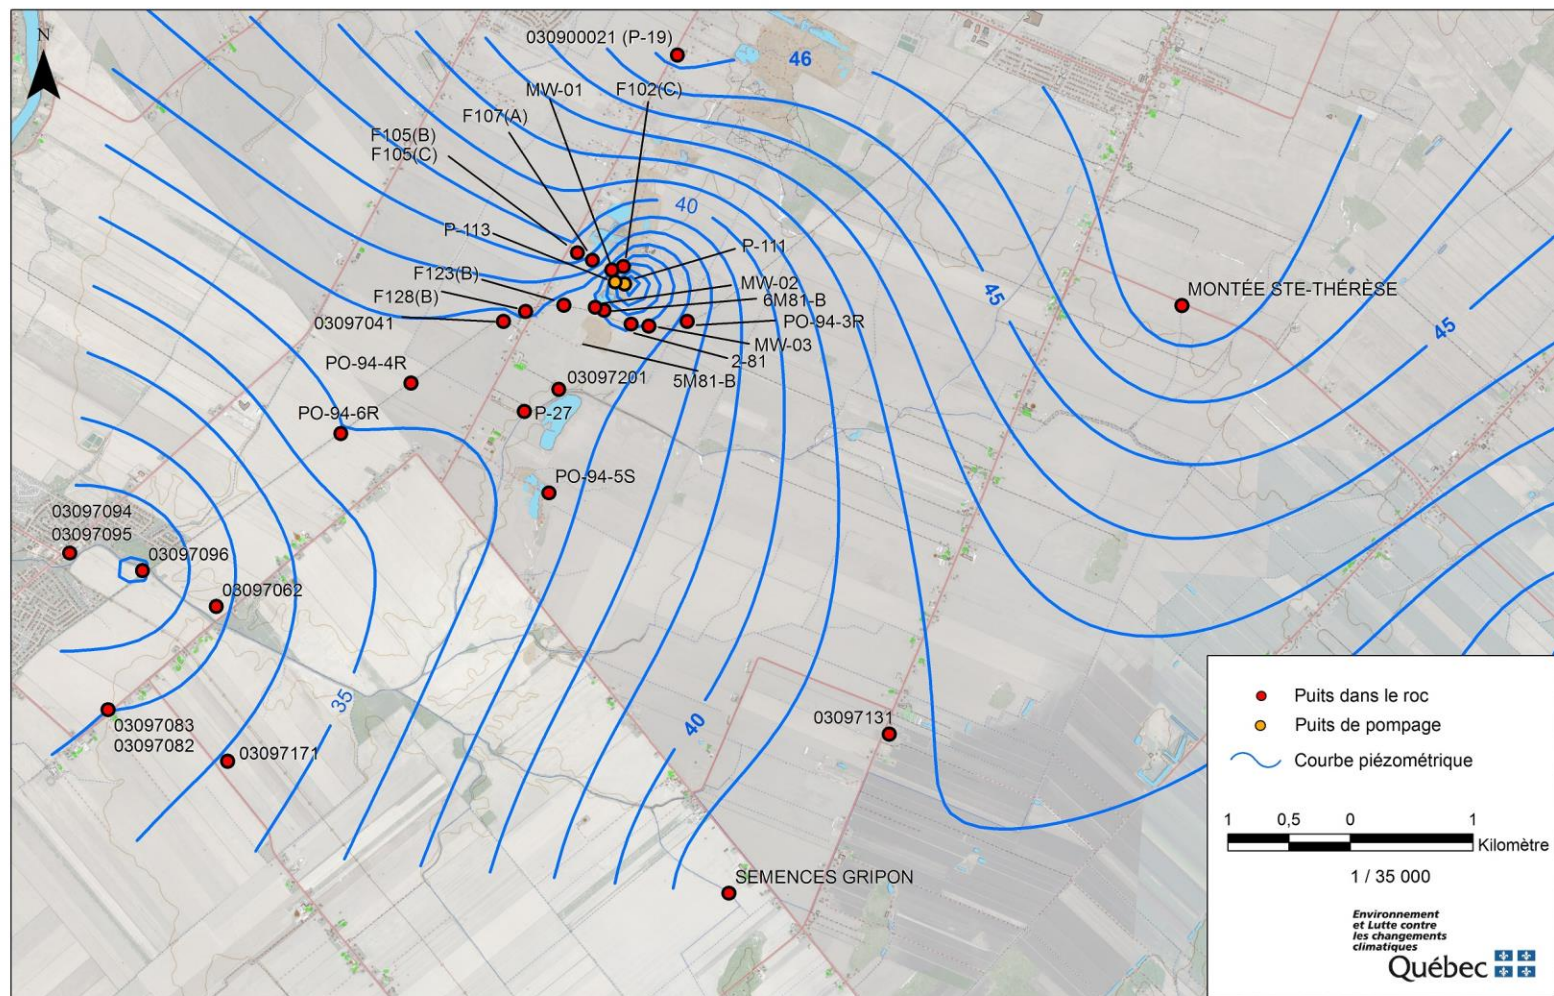 N
030900021 (P-19)
46
MW-01
F102(C)
F107(A)
F105(B)
F105(C)
40
P-113
P-111
F123(B)
MW-02
F128(B)
6M81-B
03097041
PO-94-3R
MW-03
2-81
5M81-B
45
MONTÉE STE-THÉRÈSE
45
PO-94-4R
03097201
PO-94-6R
P-27
PO-94-5S
03097094
03097095
03097096
03097062
35
40
03097083
03097082
03097171
03097131
SEMENCES GRIPON
Puits dans le roc
Puits de pompage
Courbe piézométrique
1 0,5 0 1
Kilomètre
1 / 35 000
Environnement
et Lutte contre
les changements
climatiques
Québec